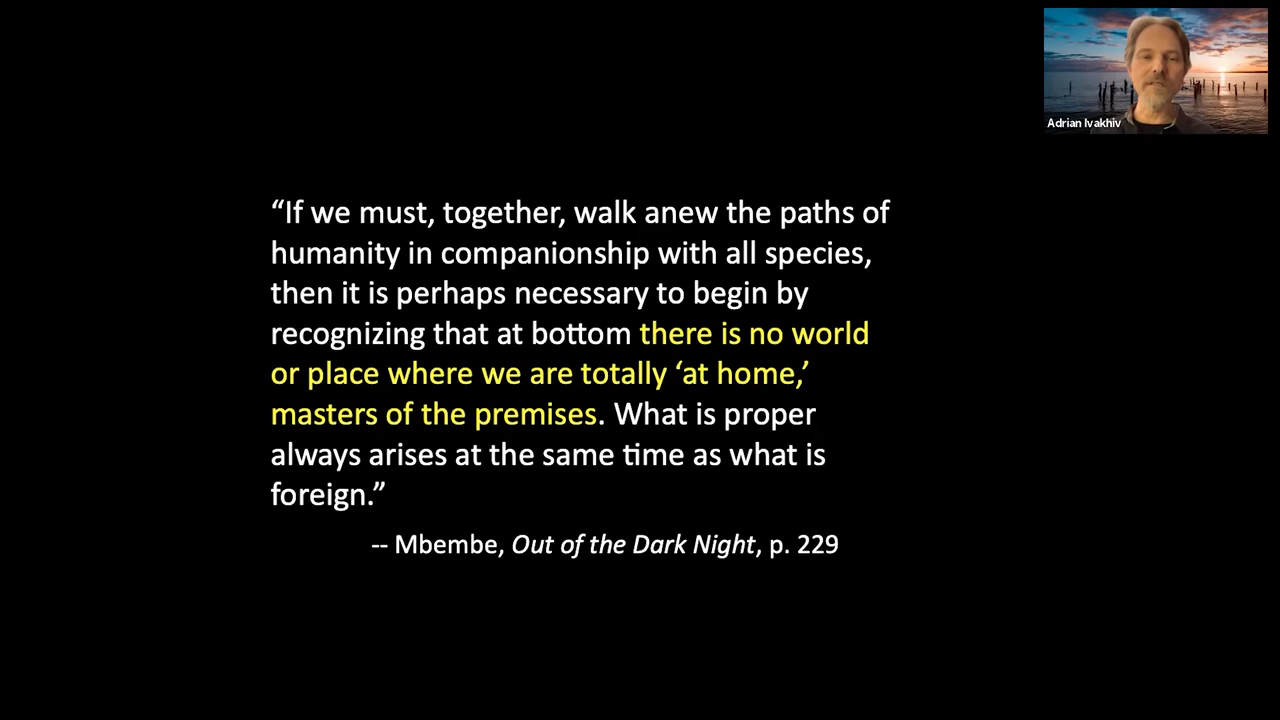 Adrian Ivakhiv
“If we must, together, walk anew the paths of
humanity in companionship with all species,
then it is perhaps necessary to begin by
recognizing that at bottom there is no world
or place where we are totally ‘at home,’
masters of the premises. What is proper
always arises at the same time as what is
foreign.”
-- Mbembe, Out of the Dark Night, p. 229